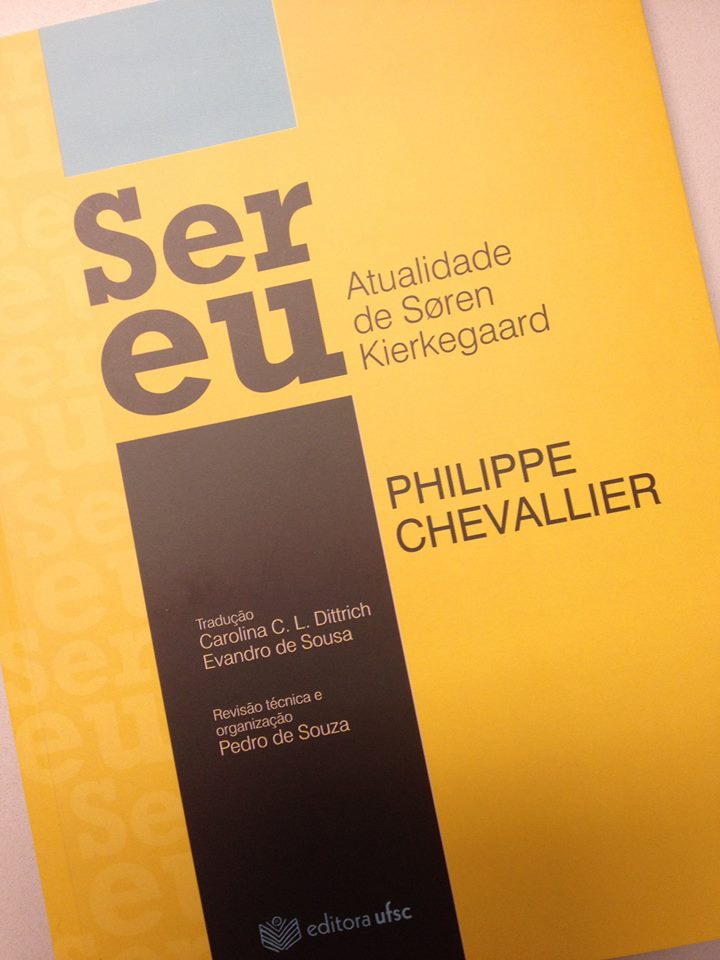 Ser
eu
Atualidade
de Søren
Kierkegaard
PHILIPPE
CHEVALLIER
Tradução
Carolina C. L. Dittrich
Evandro de Sousa
Revisão técnica e
organização
Pedro de Souza
editora ufsc